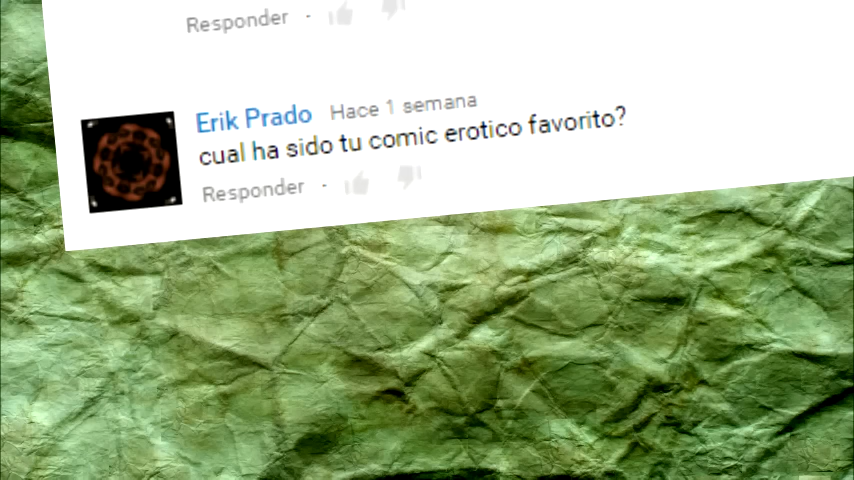 Responder ·
Erik Prado Hace 1 semana
cual ha sido tu comic erotico favorito?
Responder ·